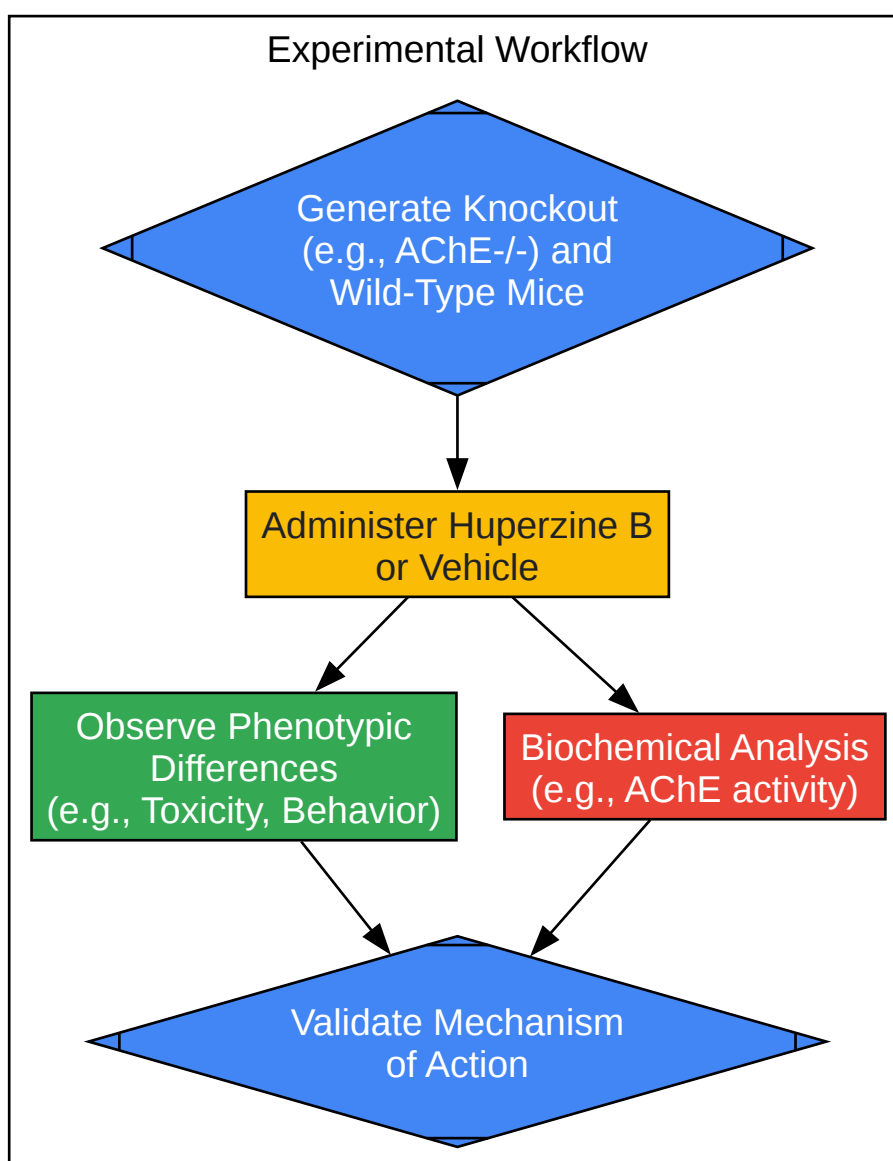 Experimental Workflow
Generate Knockout
(e.g., AChE-/-) and
Wild-Type Mice
Administer Huperzine B
or Vehicle
Observe Phenotypic
Differences
(e.g., Toxicity, Behavior)
Biochemical Analysis
(e.g., AChE activity)
Validate Mechanism
of Action